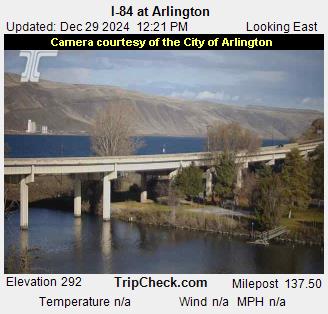 I-84 at Arlington
Updated: Dec 29 2024 12:21 PM Looking East
Camera courtesy of the City of Arlington
Elevation 292 TripCheck.com Milepost 137.50
Temperature n/a Wind n/a MPH n/a